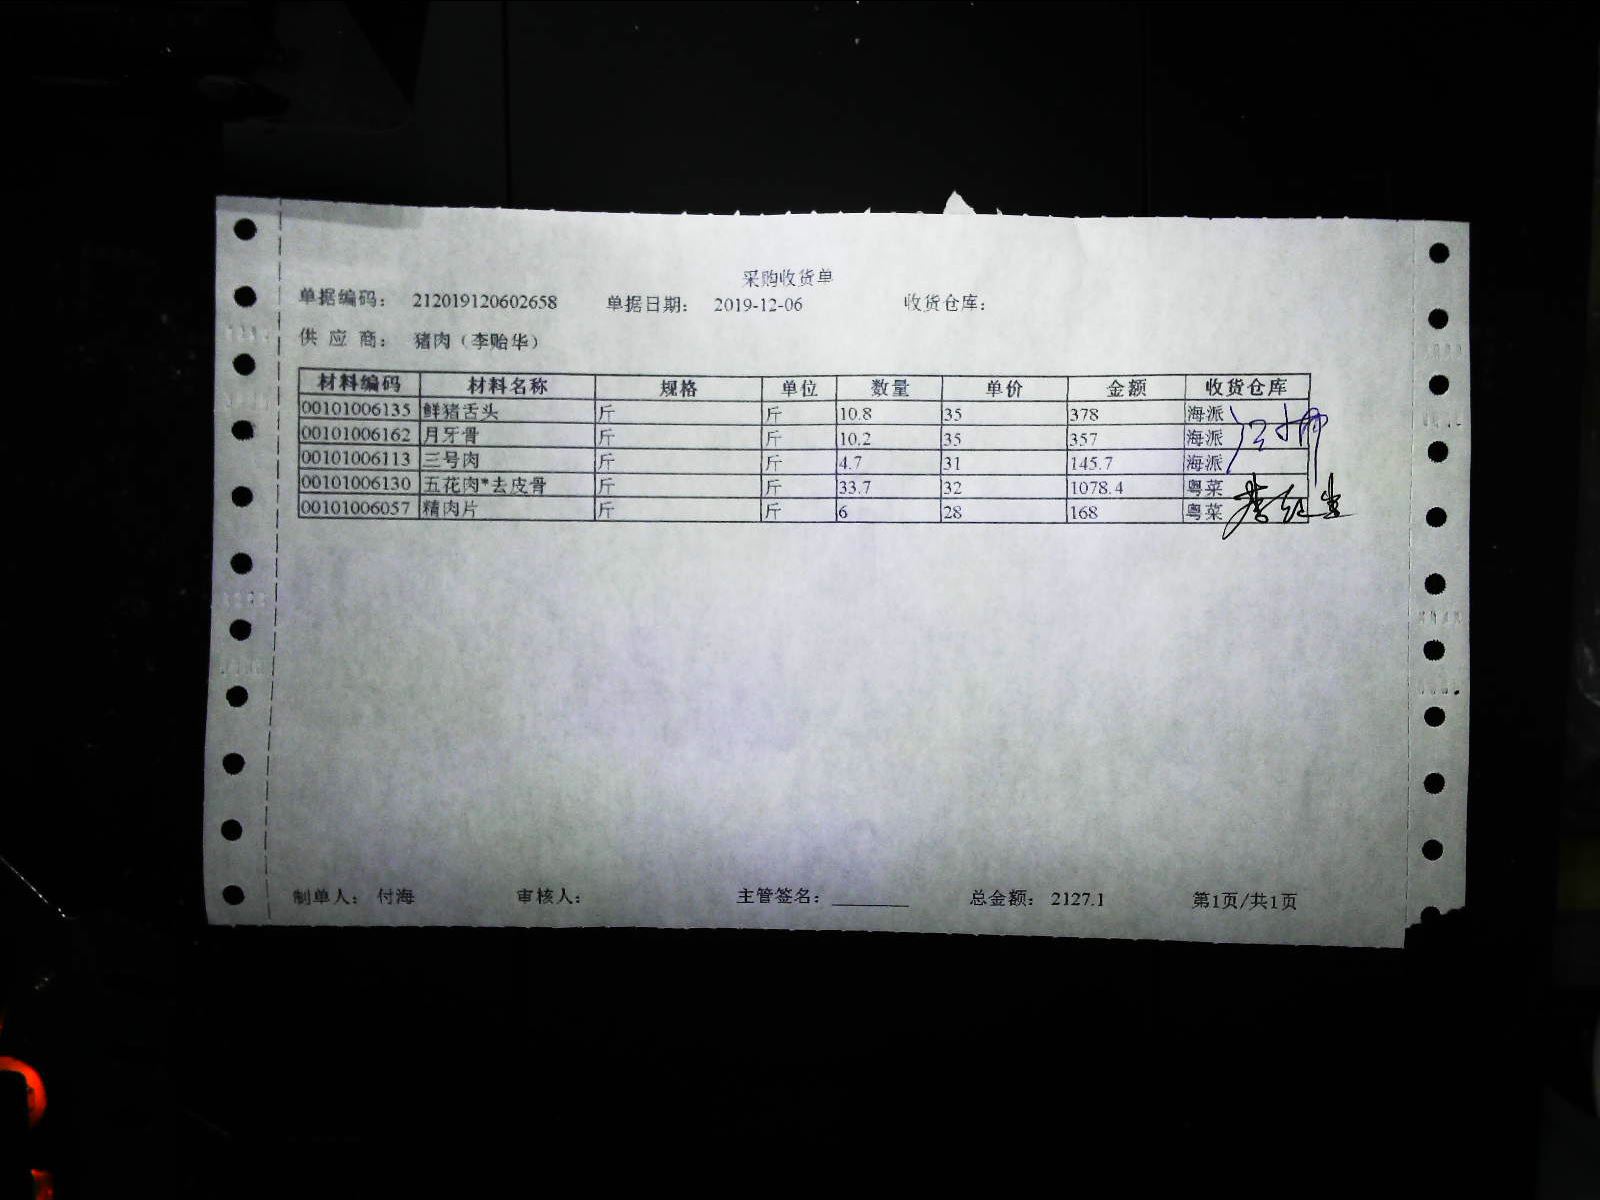 采购收货单
单据编码： 212019120602658 单据日期： 2019-12-06 收货仓库：
供 应 商： 猪肉（李贻华）
材料编码 材料名称 规格 单位 数量 单价 金额 收货仓库
00101006135 鲜猪舌头 斤 斤 10.8 35 378 海派
00101006162 月牙骨 斤 斤 10.2 35 357 海派
00101006113 三号肉 斤 斤 4.7 31 145.7 海派
00101006130 五花肉*去皮骨 斤 斤 33.7 32 1078.4 粤菜
00101006057 精肉片 斤 斤 6 28 168 粤菜
制单人： 付海 审核人： 主管签名： ________ 总金额： 2127.1 第1页/共1页